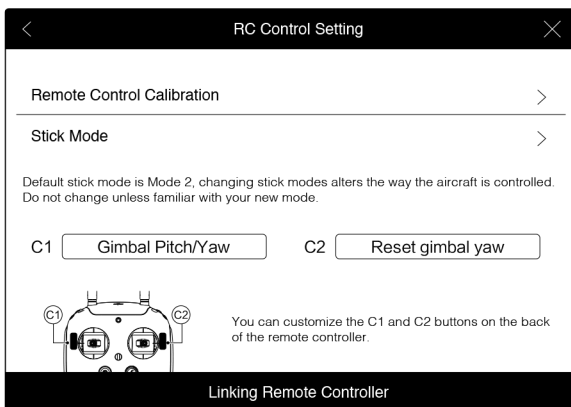 RC Control Setting
Remote Control Calibration
Stick Mode
Default stick mode is Mode 2, changing stick modes alters the way the aircraft is controlled.
Do not change unless familiar with your new mode.
C1 Gimbal Pitch/Yaw C2 Reset gimbal yaw
C1 C2
You can customize the C1 and C2 buttons on the back
of the remote controller.
Linking Remote Controller